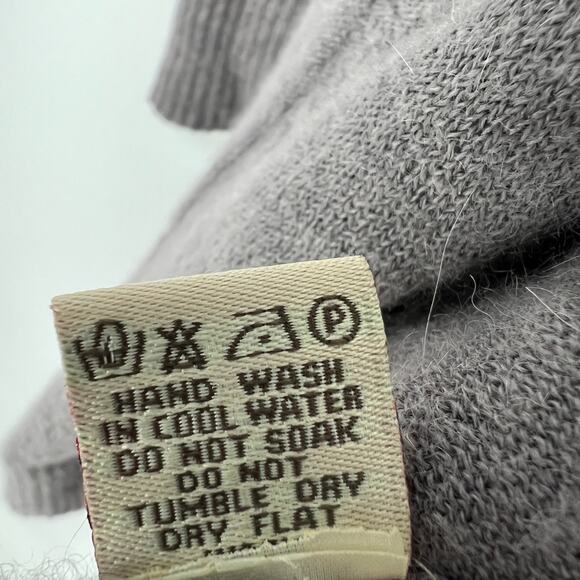 P
HAND WASH
IN COOL WATER
DO NOT SOAK
DO NOT
TUMBLE DRY
DRY FLAT